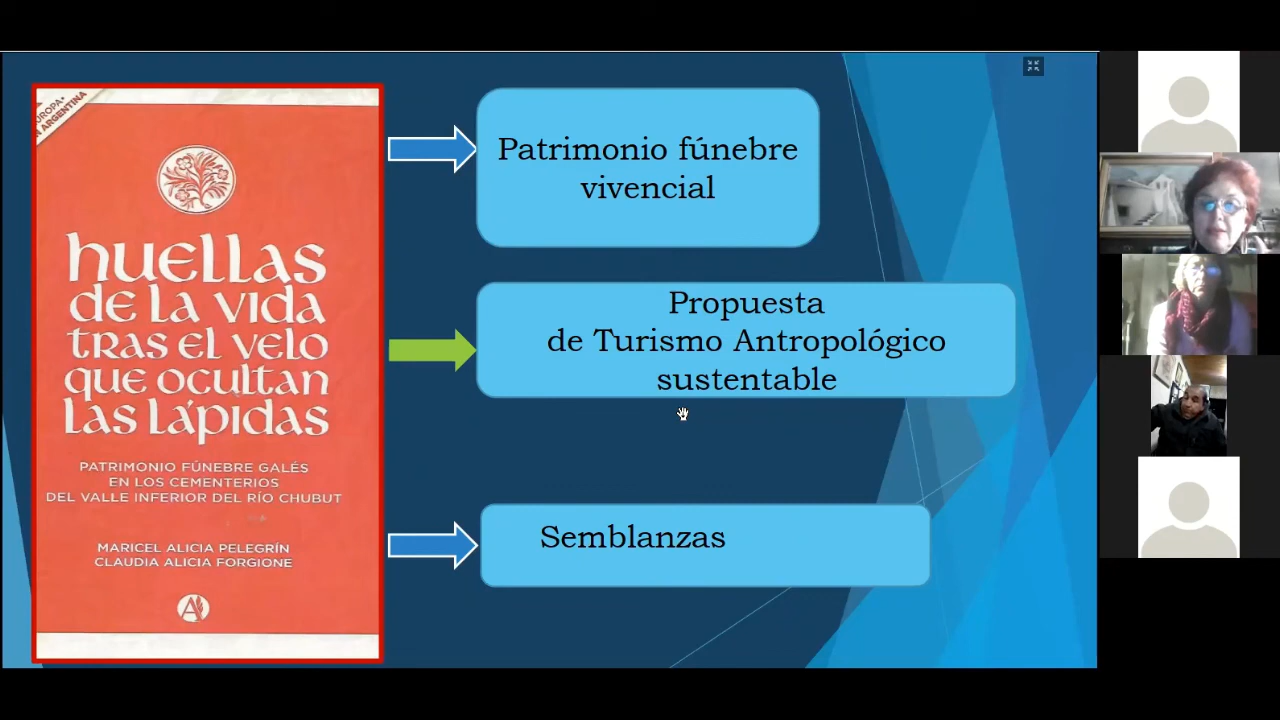 EUROPA•
N ARGENTINA
huellas
de la vida
tras el velo
que ocultan
las lápidas
PATRIMONIO FÚNEBRE GALÉS
EN LOS CEMENTERIOS
DEL VALLE INFERIOR DEL RÍO CHUBUT
MARICEL ALICIA PELEGRÍN
CLAUDIA ALICIA FORGIONE
A
Patrimonio fúnebre
vivencial
Propuesta
de Turismo Antropológico
sustentable
Semblanzas